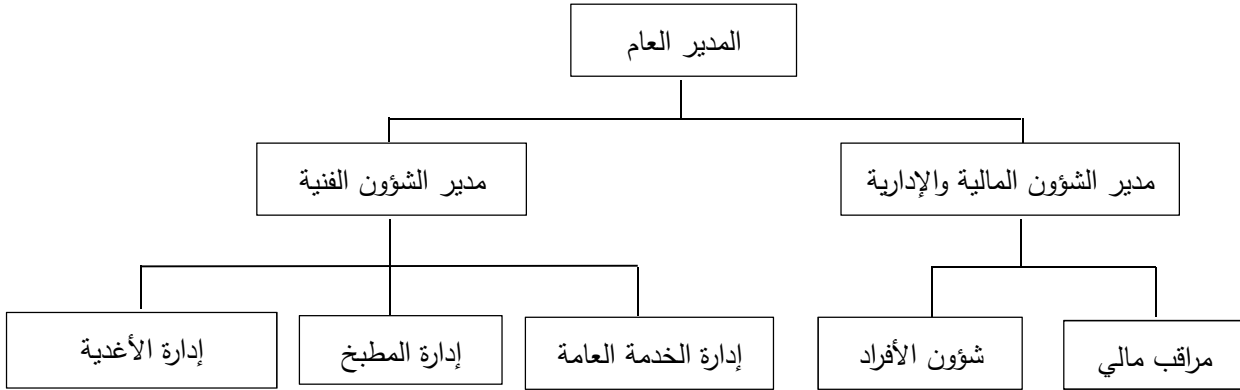 المدير العام
مدير الشؤون المالية والإدارية
مدير الشؤون الفنية
مراقب مالي
شؤون الأفراد
إدارة الخدمة العامة
إدارة المطبخ
إدارة الأغدية